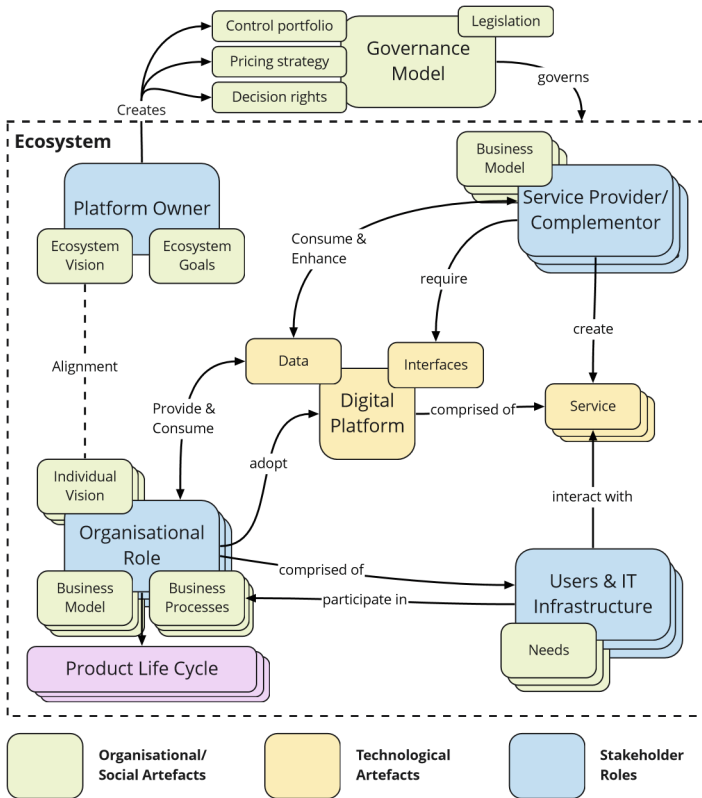 Control portfolio
Pricing strategy
Decision rights
Governance
Model
Legislation
governs
Creates
Ecosystem
Platform Owner
Ecosystem
Vision
Ecosystem
Goals
Business
Model
Service Provider/
Complementor
Consume &
Enhance
require
create
Alignment
Data
Interfaces
Digital
Platform
comprised of
Service
Provide &
Consume
adopt
interact with
Individual
Vision
Organisational
Role
Business
Model
Business
Processes
comprised of
participate in
Users & IT
Infrastructure
Needs
Product Life Cycle
Organisational/
Social Artefacts
Technological
Artefacts
Stakeholder
Roles